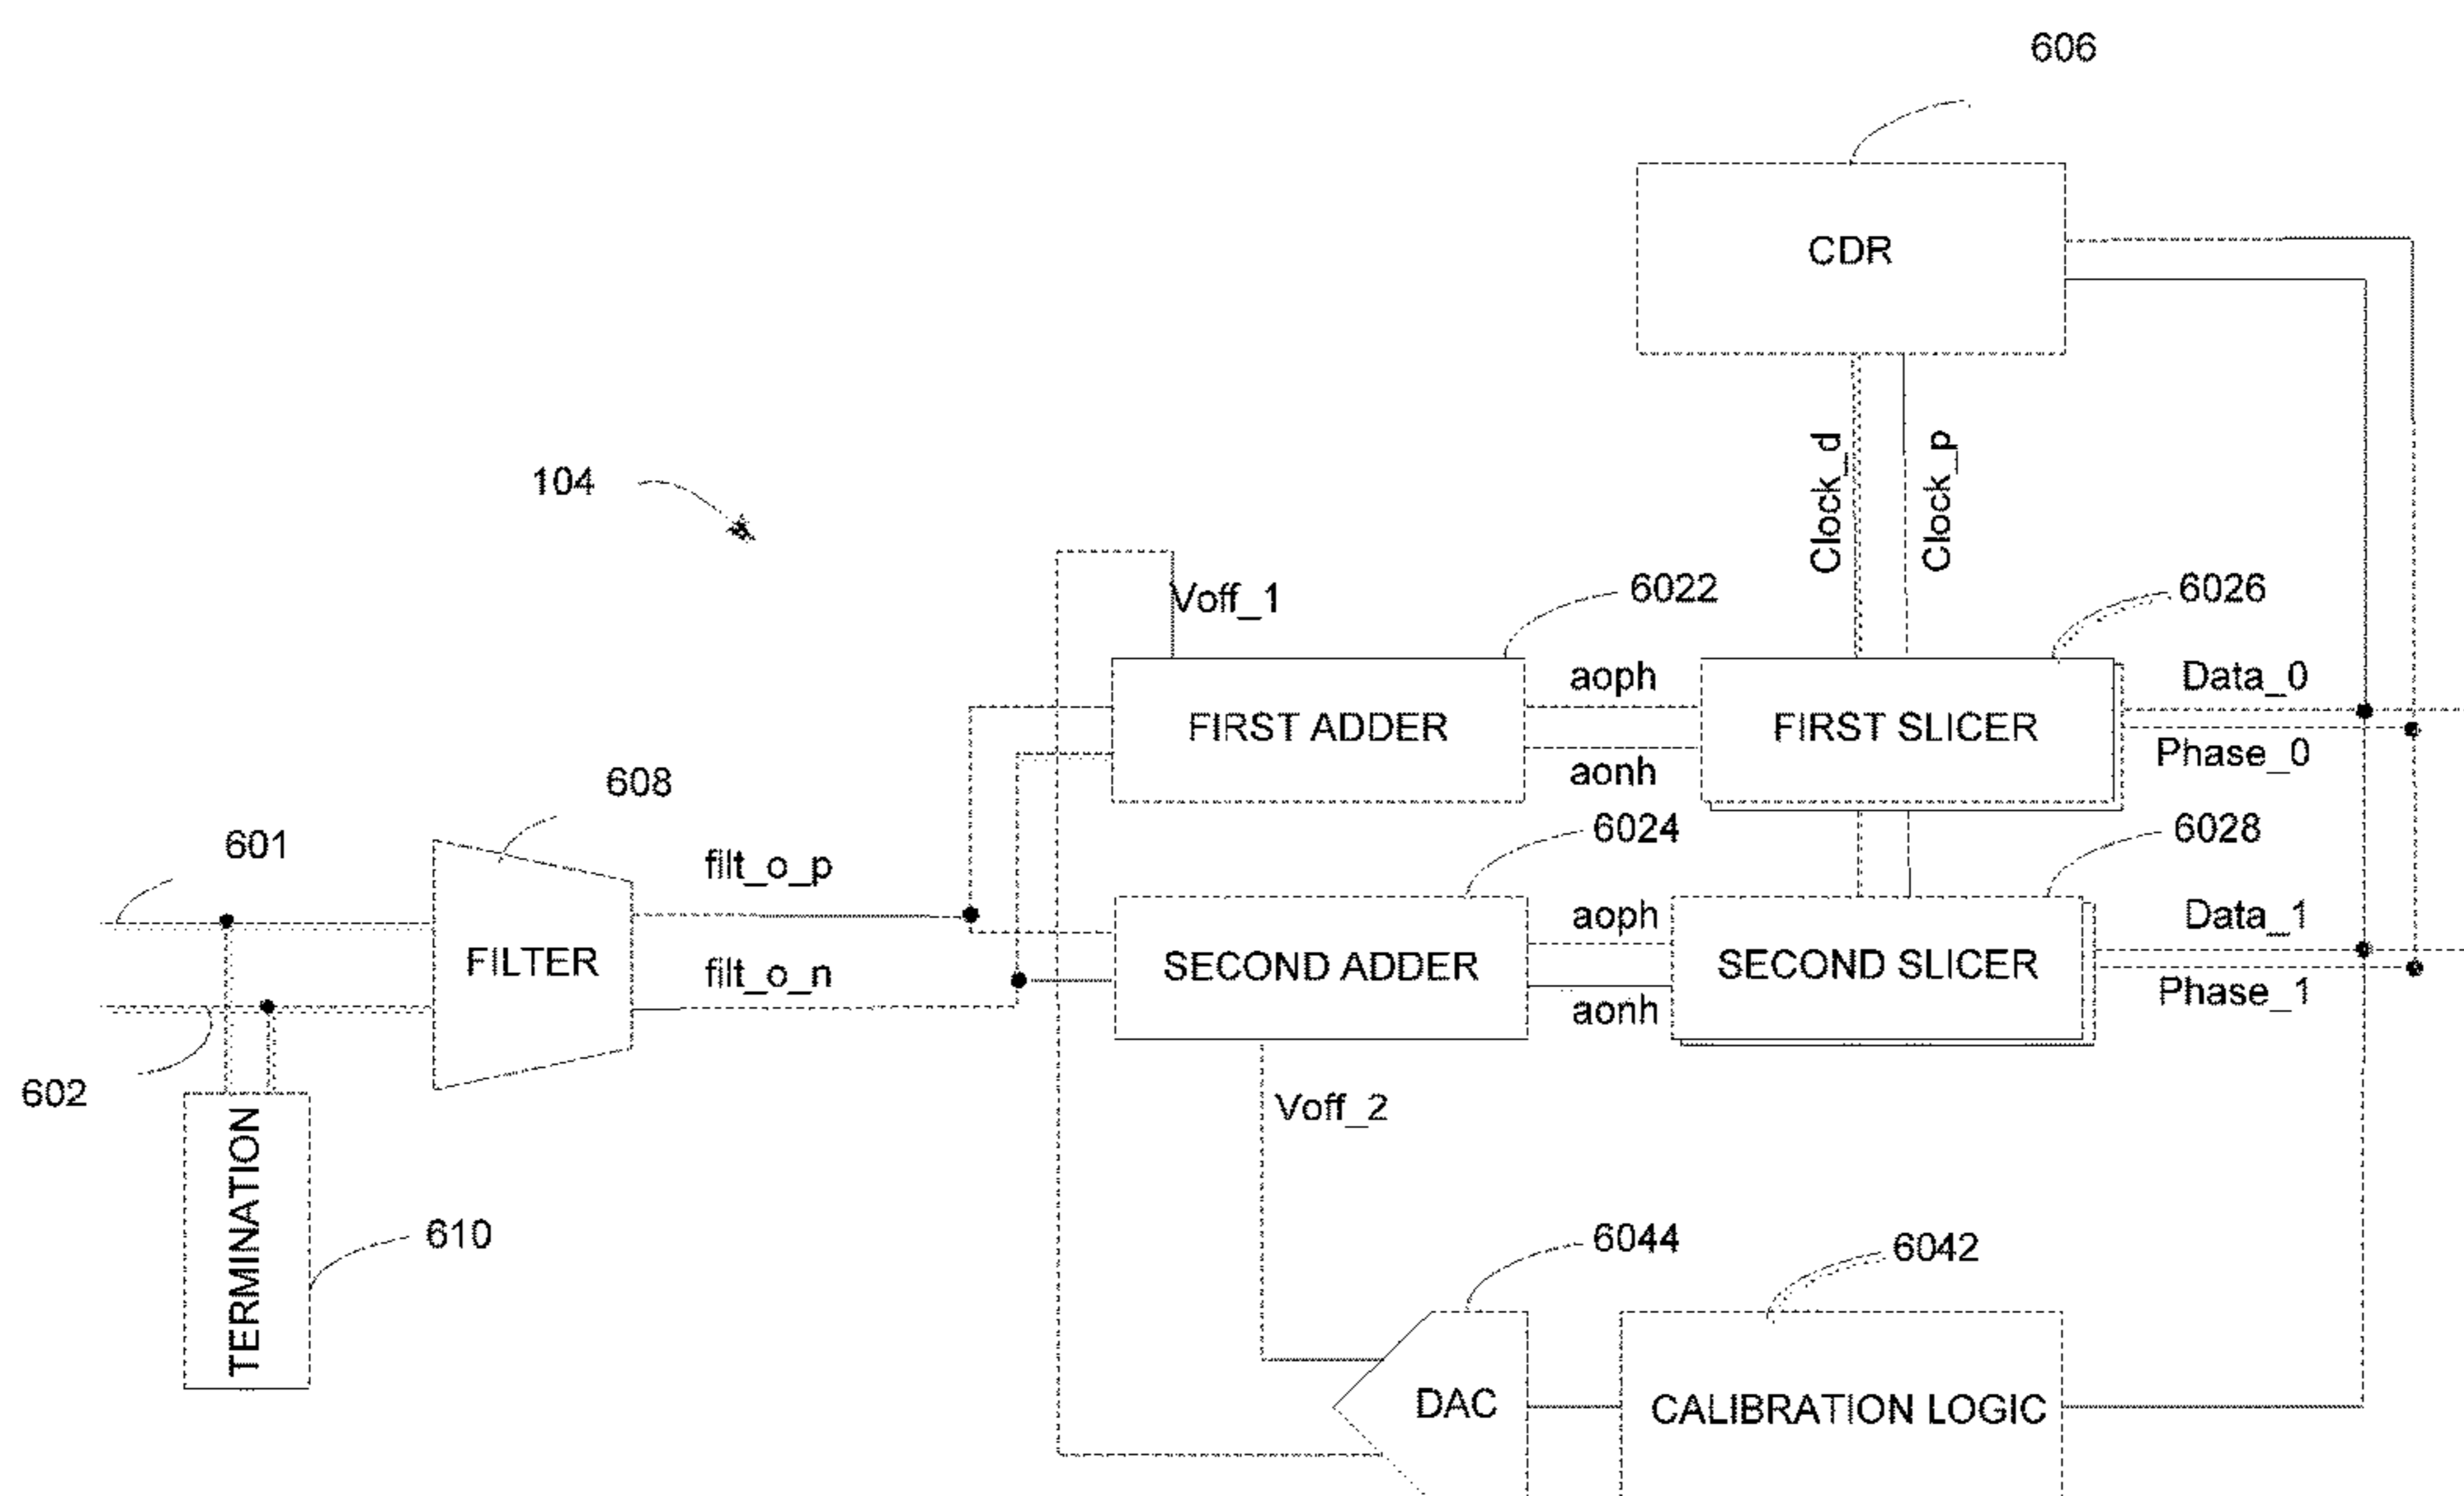 606
CDR
104
Clock_d
Clock_p
Voff_1
6022
6026
aoph
Data_0
FIRST ADDER
FIRST SLICER
aonh
Phase_0
608
601
filt_o_p
6024
6028
aoph
Data_1
FILTER
SECOND ADDER
SECOND SLICER
filt_o_n
aonh
Phase_1
602
Voff_2
TERMINATION
610
6044
6042
DAC
CALIBRATION LOGIC